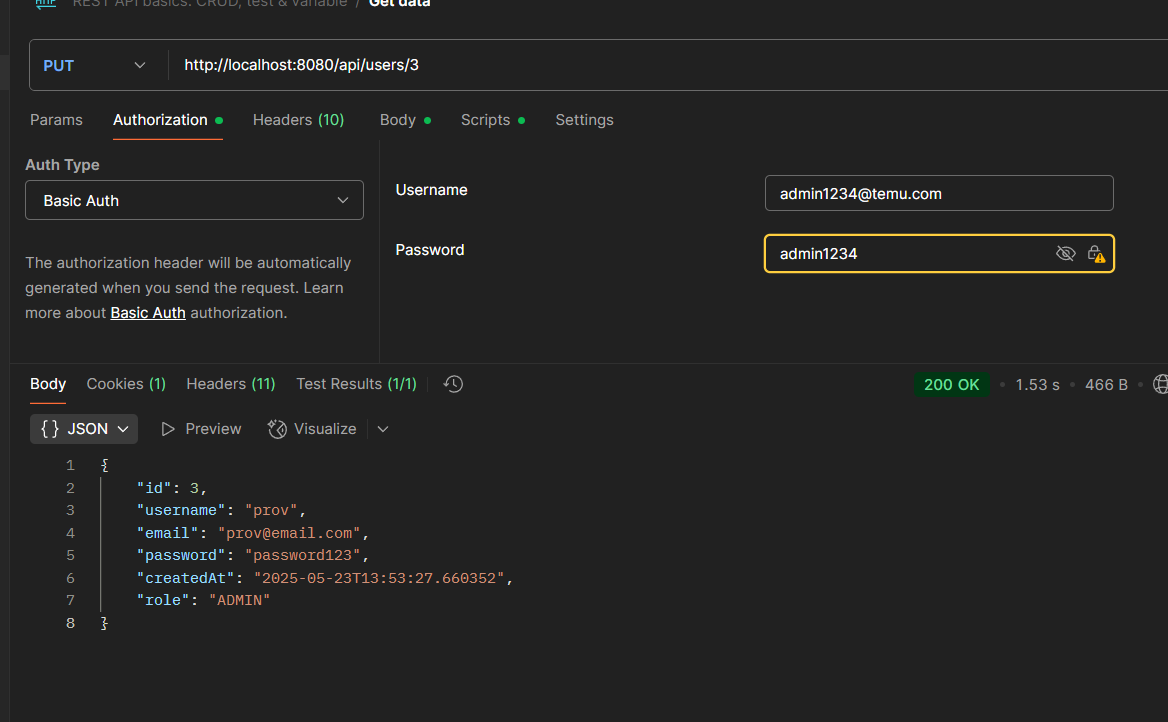 HTTP REST API basics: CRUD, test & variable / Get data
PUT http://localhost:8080/api/users/3
Params Authorization Headers (10) Body Scripts Settings
Auth Type
Basic Auth
The authorization header will be automatically
generated when you send the request. Learn
more about Basic Auth authorization.
Username admin1234@temu.com
Password admin1234
Body Cookies (1) Headers (11) Test Results (1/1) 200 OK • 1.53 s • 466 B •
{} JSON Preview Visualize
1 {
2 "id": 3,
3 "username": "prov",
4 "email": "prov@email.com",
5 "password": "password123",
6 "createdAt": "2025-05-23T13:53:27.660352",
7 "role": "ADMIN"
8 }